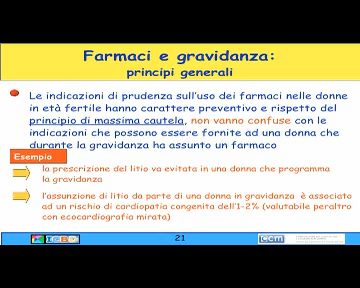 Farmaci e gravidanza:
principi generali
Le indicazioni di prudenza sull'uso dei farmaci nelle donne
in età fertile hanno carattere preventivo e rispetto del
principio di massima cautela, non vanno confuse con le
indicazioni che possono essere fornite ad una donna che
durante la gravidanza ha assunto un farmaco
Esempio
la prescrizione del litio va evitata in una donna che programma
la gravidanza
l'assunzione di litio da parte di una donna in gravidanza è associato
ad un rischio di cardiopatia congenita dell'1-2% (valutabile peraltro
con ecocardiografia mirata)
21
ccm